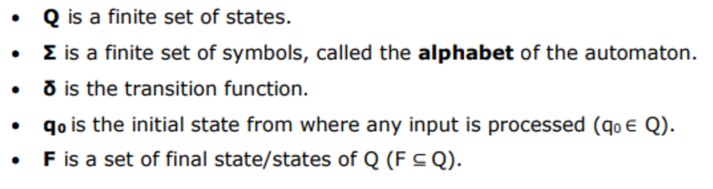 • Q is a finite set of states.
• Σ is a finite set of symbols, called the alphabet of the automaton.
• δ is the transition function.
• q₀ is the initial state from where any input is processed (q₀ ∈ Q).
• F is a set of final state/states of Q (F ⊆ Q).